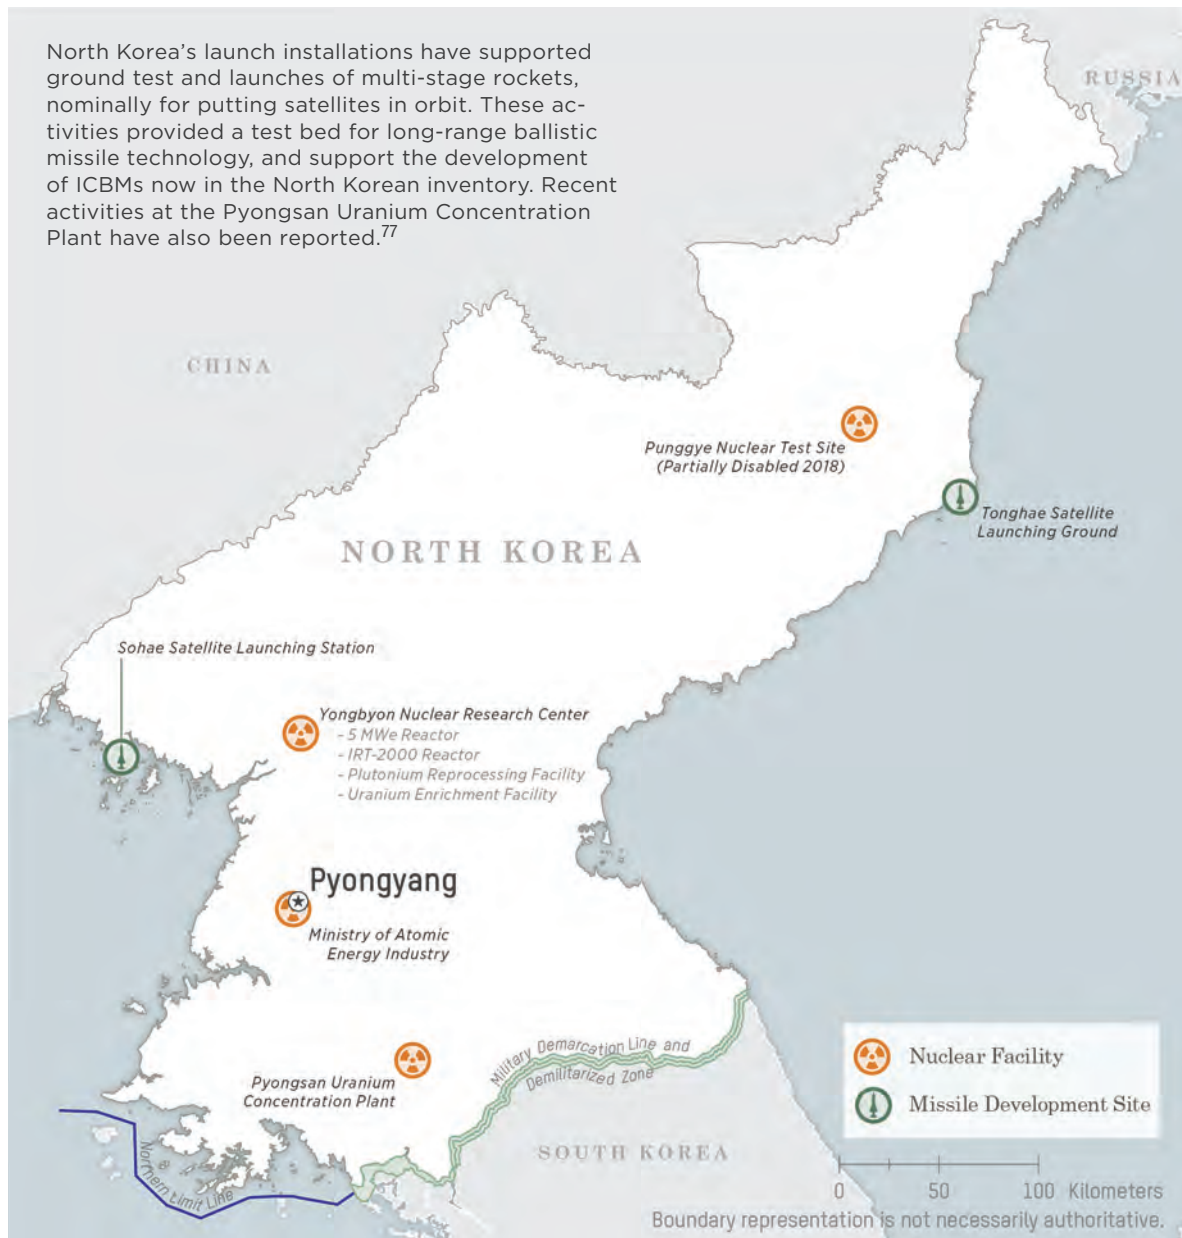 North Korea’s launch installations have supported
ground test and launches of multi-stage rockets,
nominally for putting satellites in orbit. These ac-
tivities provided a test bed for long-range ballistic
missile technology, and support the development
of ICBMs now in the North Korean inventory. Recent
activities at the Pyongsan Uranium Concentration
Plant have also been reported.77
RUSSIA
CHINA
Punggye Nuclear Test Site
(Partially Disabled 2018)
Tonghae Satellite
Launching Ground
NORTH KOREA
Sohae Satellite Launching Station
Yongbyon Nuclear Research Center
- 5 MWe Reactor
- IRT-2000 Reactor
- Plutonium Reprocessing Facility
- Uranium Enrichment Facility
Pyongyang
Ministry of Atomic
Energy Industry
Military Demarcation Line and
Demilitarized Zone
Pyongsan Uranium
Concentration Plant
Northern Limit Line
SOUTH KOREA
Nuclear Facility
Missile Development Site
0 50 100 Kilometers
Boundary representation is not necessarily authoritative.